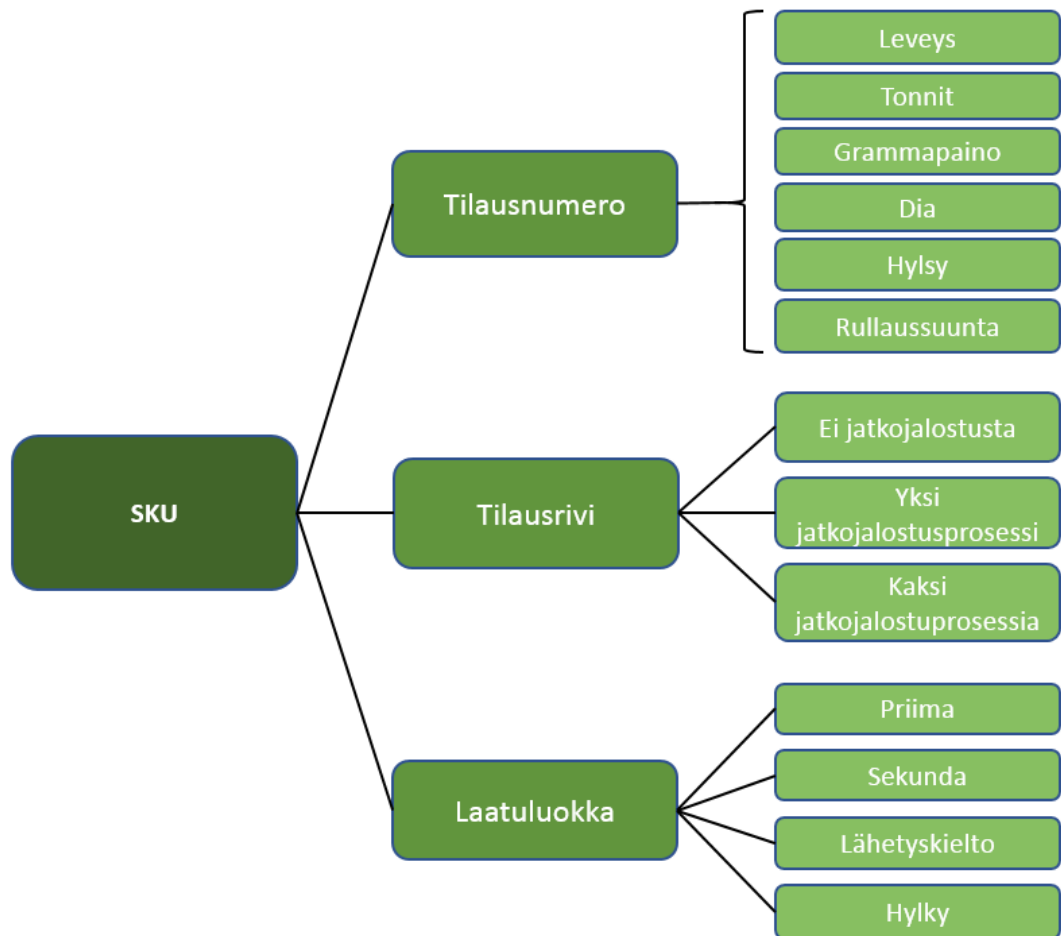 SKU
Tilausnumero
Leveys
Tonnit
Grammapaino
Dia
Hylsy
Rullaussuunta
Tilausrivi
Ei jatkojalostusta
Yksi
jatkojalostusprosessi
Kaksi
jatkojalostuprosessia
Laatuluokka
Priima
Sekunda
Lähetyskielto
Hylky